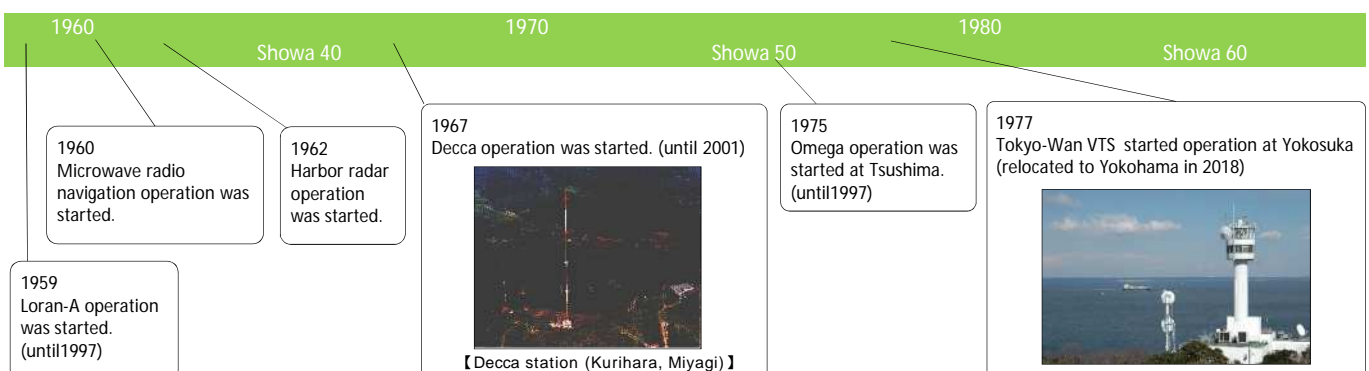 1960
1970
1980
Showa 40
Showa 50
Showa 60
1960
Microwave radio
navigation operation was
started.
1962
Harbor radar
operation
was started.
1967
Decca operation was started. (until 2001)
【Decca station (Kurihara, Miyagi)】
1975
Omega operation was
started at Tsushima.
(until1997)
1977
Tokyo-Wan VTS started operation at Yokosuka
(relocated to Yokohama in 2018)
1959
Loran-A operation
was started.
(until1997)